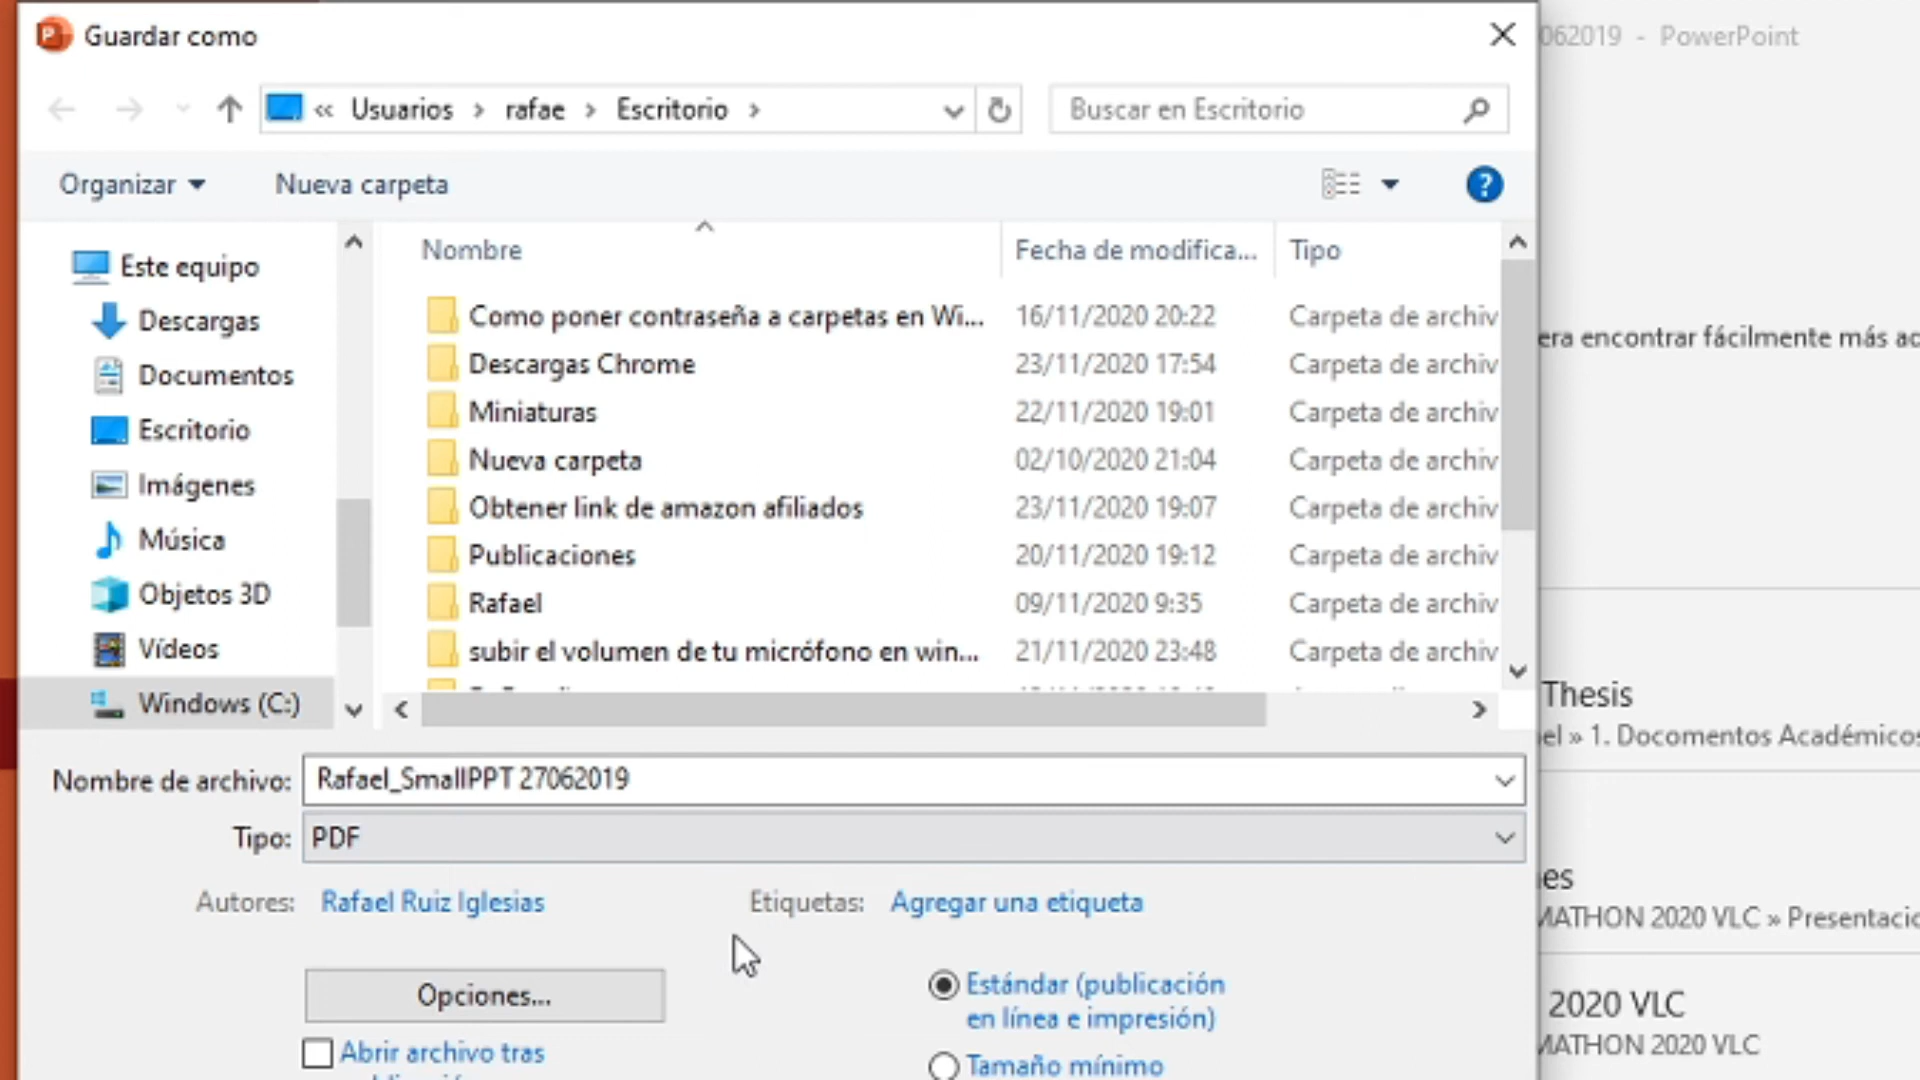 Guardar como
062019 - PowerPoint
« Usuarios › rafae › Escritorio ›
Buscar en Escritorio
Organizar
Nueva carpeta
?
Nombre
Fecha de modifica...
Tipo
Este equipo
Descargas
Documentos
Escritorio
Imágenes
Música
Objetos 3D
Vídeos
Windows (C:)
Como poner contraseña a carpetas en Wi... 16/11/2020 20:22 Carpeta de archiv
Descargas Chrome 23/11/2020 17:54 Carpeta de archiv
Miniaturas 22/11/2020 19:01 Carpeta de archiv
Nueva carpeta 02/10/2020 21:04 Carpeta de archiv
Obtener link de amazon afiliados 23/11/2020 19:07 Carpeta de archiv
Publicaciones 20/11/2020 19:12 Carpeta de archiv
Rafael 09/11/2020 9:35 Carpeta de archiv
subir el volumen de tu micrófono en win... 21/11/2020 23:48 Carpeta de archiv
era encontrar fácilmente más ac
Thesis
el » 1. Docomentos Académicos
Nombre de archivo: Rafael_SmallPPT 27062019
Tipo: PDF
Autores: Rafael Ruiz Iglesias
Etiquetas: Agregar una etiqueta
es
MATHON 2020 VLC » Presentacio
Opciones...
Estándar (publicación
en línea e impresión)
2020 VLC
MATHON 2020 VLC
Abrir archivo tras
Tamaño mínimo